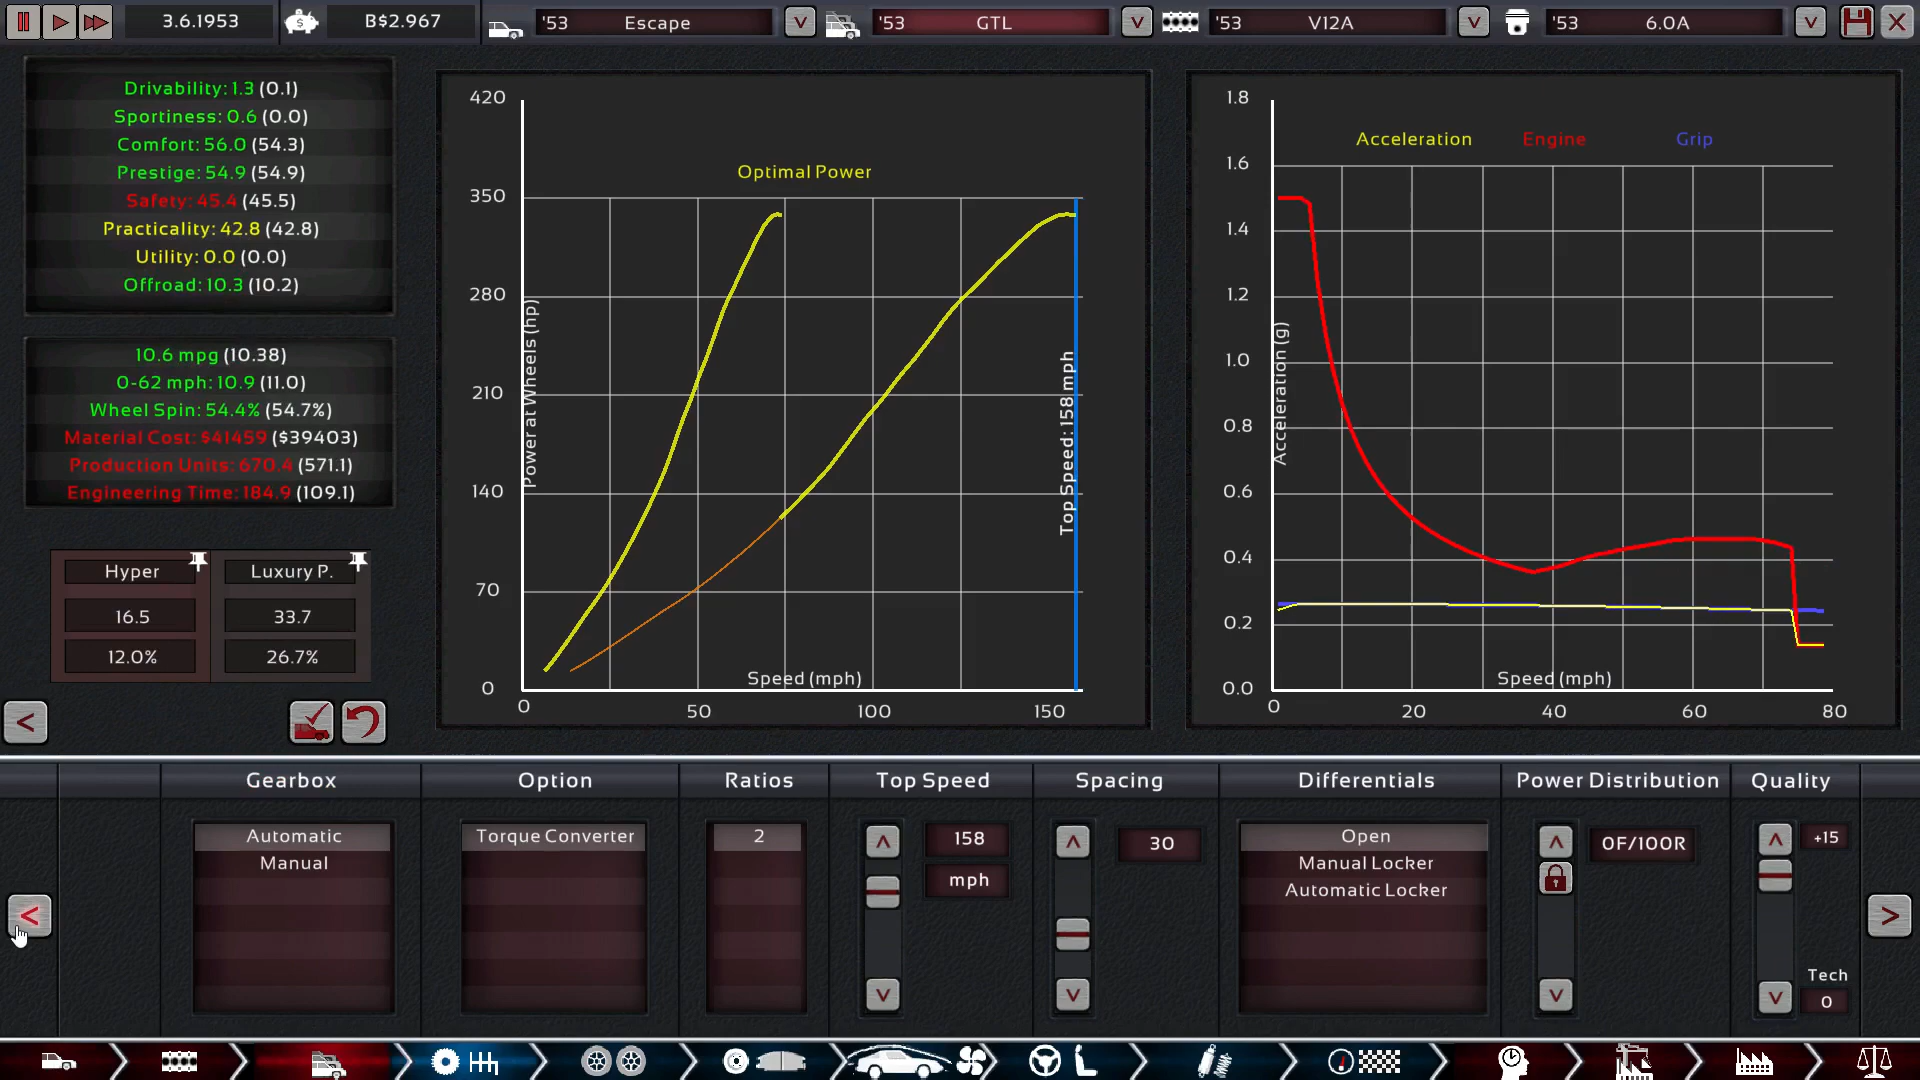 3.6.1953
B$2.967
'53 Escape
'53 GTL
'53 V12A
'53 6.0A
Drivability: 1.3 (0.1)
Sportiness: 0.6 (0.0)
Comfort: 56.0 (54.3)
Prestige: 54.9 (54.9)
Safety: 45.4 (45.5)
Practicality: 42.8 (42.8)
Utility: 0.0 (0.0)
Offroad: 10.3 (10.2)
10.6 mpg (10.38)
0-62 mph: 10.9 (11.0)
Wheel Spin: 54.4% (54.7%)
Material Cost: $41459 ($39403)
Production Units: 670.4 (571.1)
Engineering Time: 184.9 (109.1)
Hyper
16.5
12.0%
Luxury P.
33.7
26.7%
420
350
280
210
140
70
0
Optimal Power
Power at Wheels (hp)
Top Speed: 158 mph
Speed (mph)
0
50
100
150
1.8
1.6
1.4
1.2
1.0
0.8
0.6
0.4
0.2
0.0
Acceleration
Engine
Grip
Acceleration (g)
Speed (mph)
0
20
40
60
80
Gearbox
Automatic
Manual
Option
Torque Converter
Ratios
2
Top Speed
158
mph
Spacing
30
Differentials
Open
Manual Locker
Automatic Locker
Power Distribution
0F/100R
Quality
+15
Tech
0